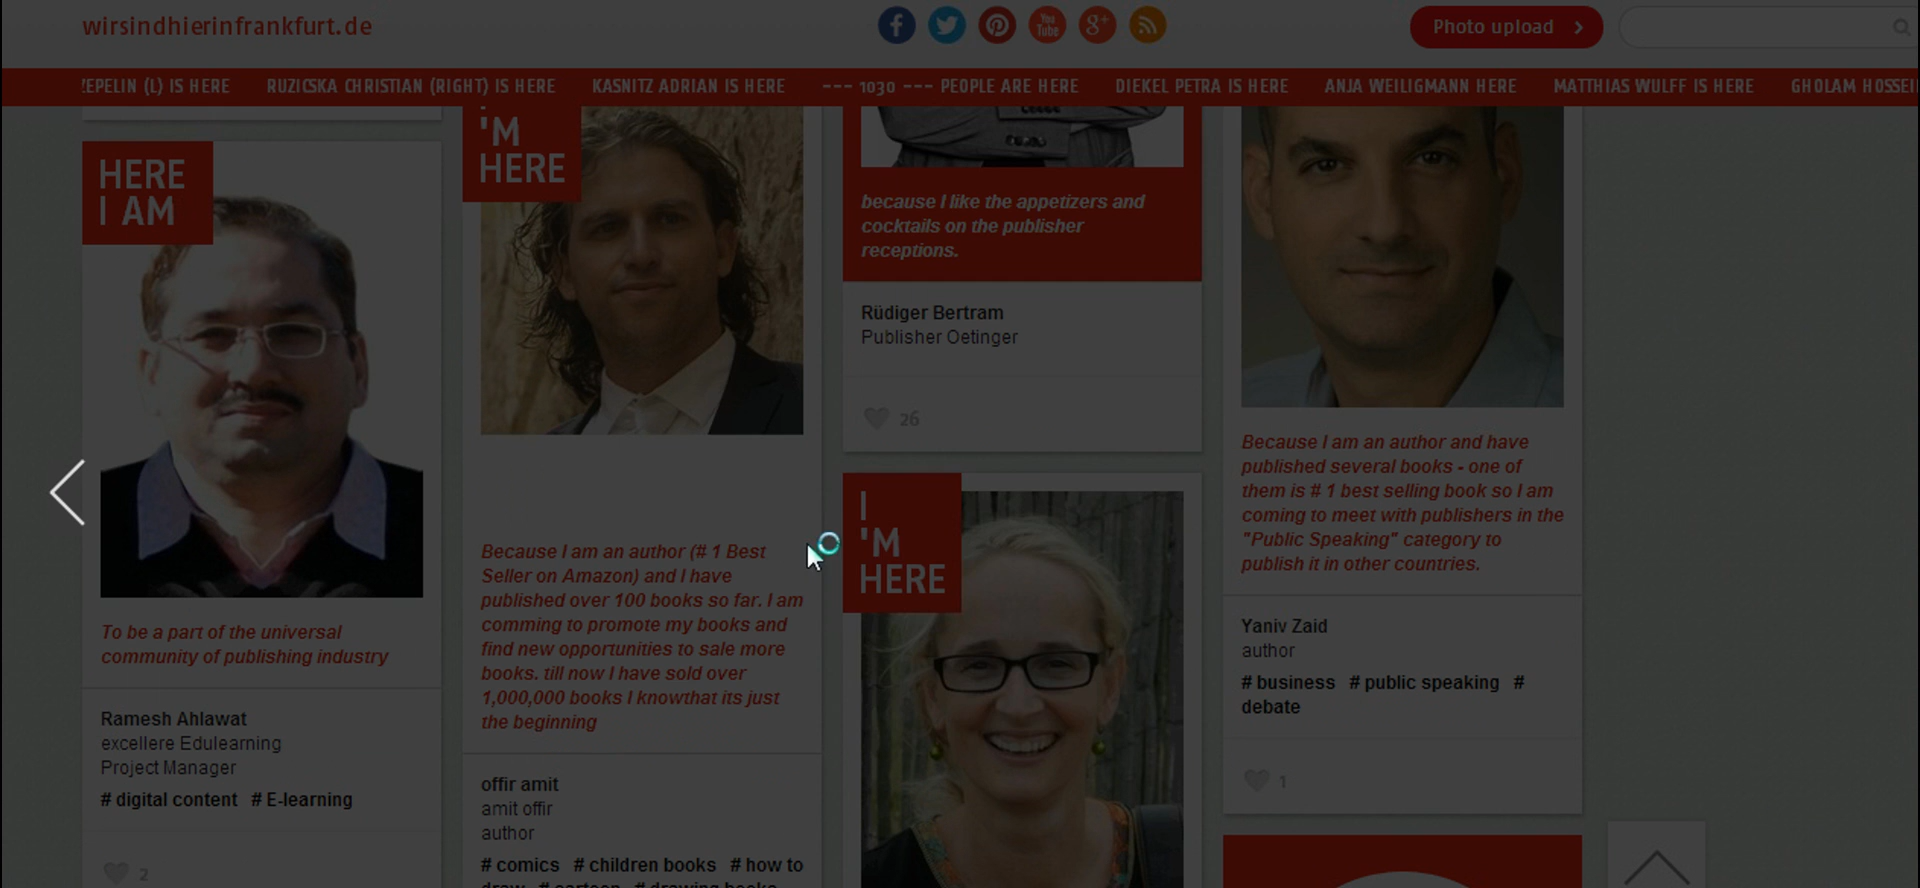 wirsindhierinfrankfurt.de
You
Tube
g+
Photo upload
ZEPELIN (L) IS HERE RUZICSKA CHRISTIAN (RIGHT) IS HERE KASNITZ ADRIAN IS HERE --- 1030 --- PEOPLE ARE HERE DIEKEL PETRA IS HERE ANJA WEILIGMANN HERE MATTHIAS WULFF IS HERE GHOLAM HOSSEI
HERE
I AM
To be a part of the universal
community of publishing industry
Ramesh Ahlawat
excellere Edulearning
Project Manager
# digital content # E-learning
2
I
'M
HERE
Because I am an author (# 1 Best
Seller on Amazon) and I have
published over 100 books so far. I am
comming to promote my books and
find new opportunities to sale more
books. till now I have sold over
1,000,000 books I knowthat its just
the beginning
offir amit
amit offir
author
# comics # children books # how to
draw # cartoon # drawing books
because I like the appetizers and
cocktails on the publisher
receptions.
Rüdiger Bertram
Publisher Oetinger
26
I
'M
HERE
Because I am an author and have
published several books - one of
them is # 1 best selling book so I am
coming to meet with publishers in the
"Public Speaking" category to
publish it in other countries.
Yaniv Zaid
author
# business # public speaking #
debate
1